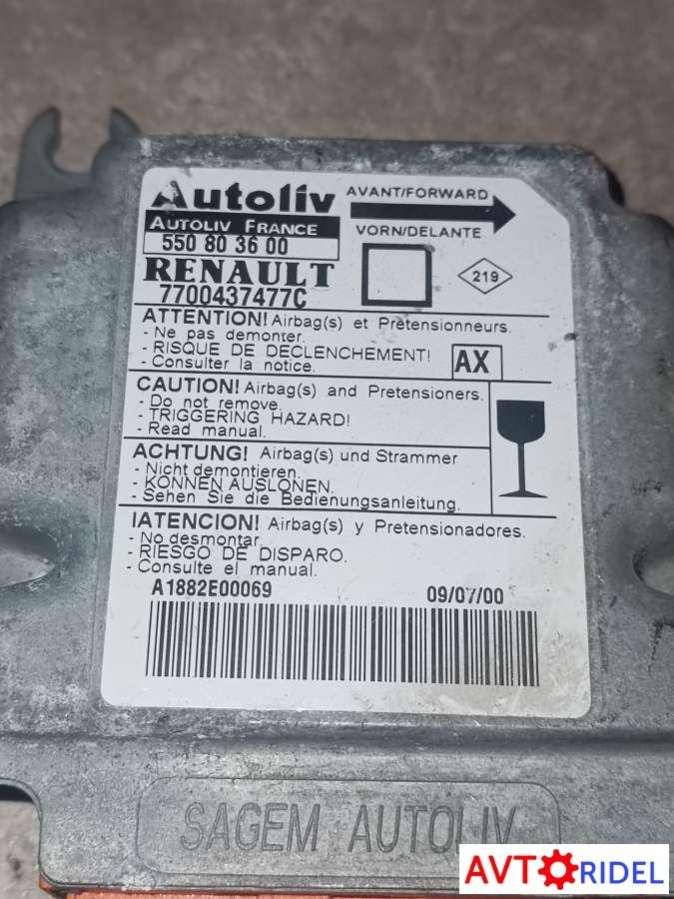 Autoliv
AUTOLIV FRANCE
550 80 36 00
RENAULT
7700437477C
AVANT/FORWARD
VORN/DELANTE
219
ATTENTION! Airbag(s) et Prètensionneurs.
- Ne pas demonter.
- RISQUE DE DECLENCHEMENT!
- Consulter la notice.
AX
CAUTION! Airbag(s) and Pretensioners.
- Do not remove.
- TRIGGERING HAZARD!
- Read manual.
ACHTUNG! Airbag(s) und Strammer
- Nicht demontieren.
- KONNEN AUSLONEN.
- Sehen Sie die Bedienungsanleitung.
IATENCION! Airbag(s) y Pretensionadores.
- No desmontar.
- RIESGO DE DISPARO.
- Consulte el manual.
A1882E00069 09/07/00
SAGEM AUTOLIV
AVTORIDEL